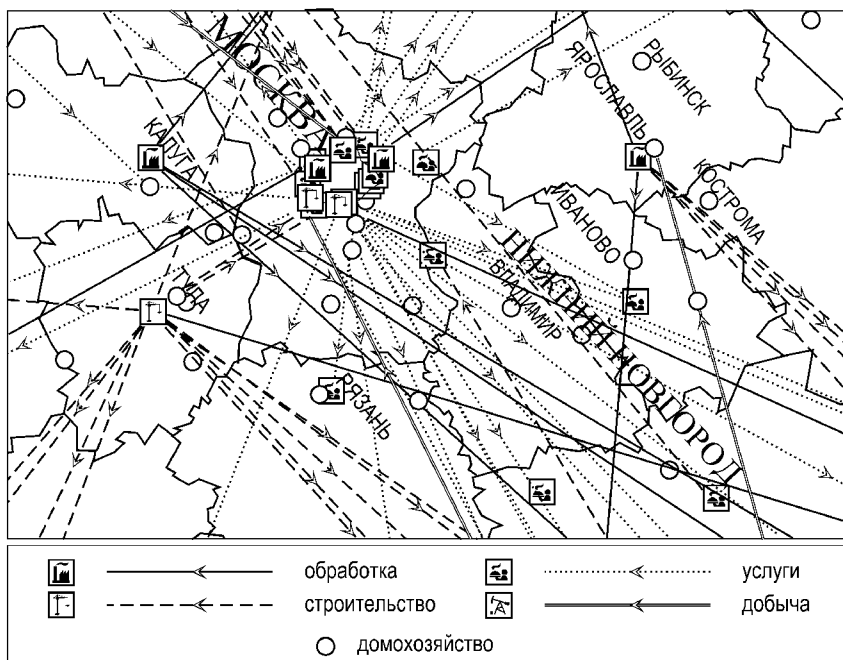 МОСКВА
РЫБИНСК
ЯРОСЛАВЛЬ
КАЛУГА
КОСТРОМА
ИВАНОВО
НИЖНИЙ НОВГОРОД
ВЛАДИМИР
ТУЛА
РЯЗАНЬ
обработка
услуги
строительство
добыча
домохозяйство